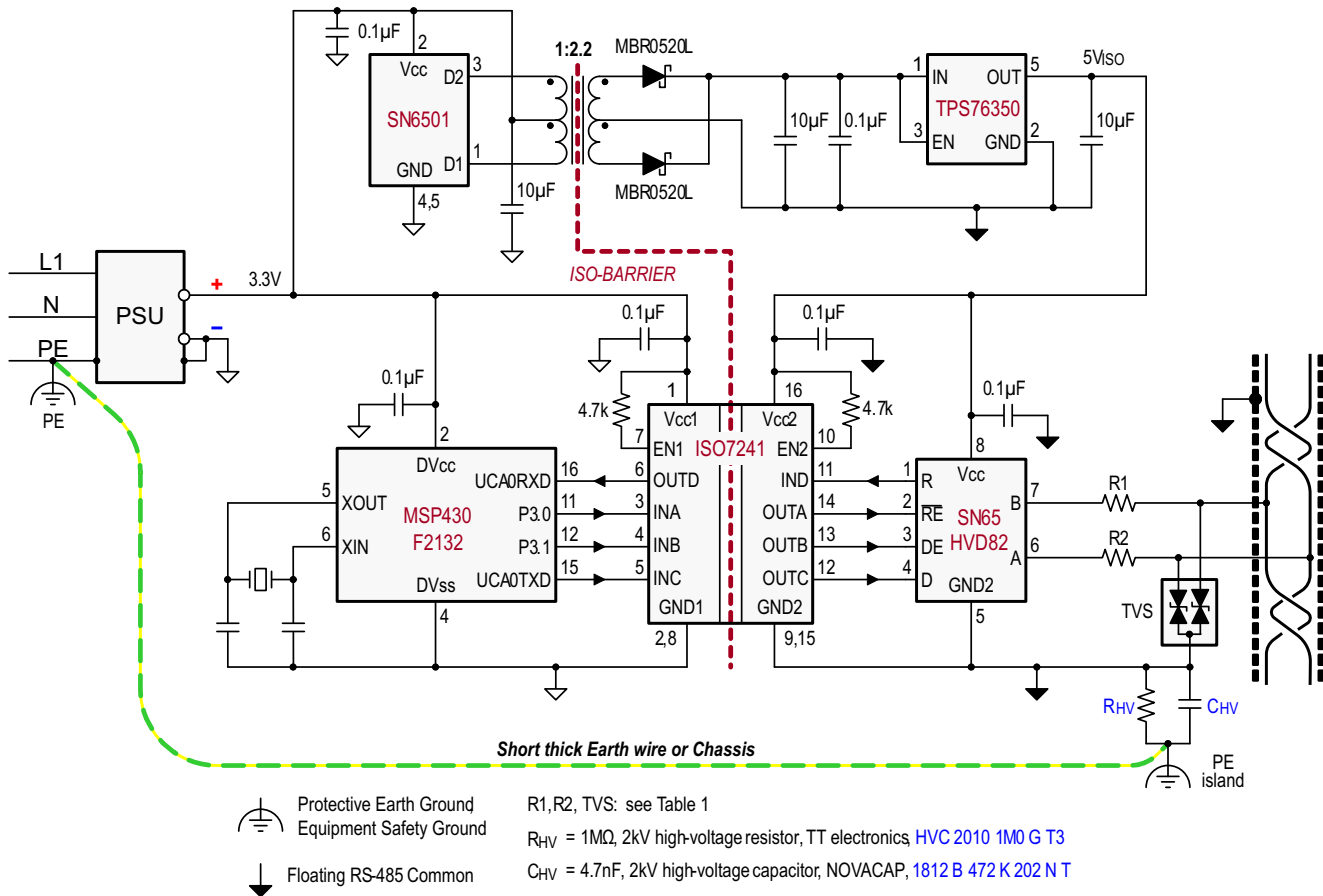 0.1µF
2
Vcc
D2
3
SN6501
D1
1
GND
4,5
10µF
1:2.2
MBR0520L
MBR0520L
10µF
0.1µF
1
IN
OUT
5
TPS76350
3
EN
GND
2
5VISO
10µF
ISO-BARRIER
L1
N
PE
PSU
+
−
3.3V
PE
0.1µF
2
DVcc
5
XOUT
6
XIN
MSP430
F2132
UCA0RXD
16
P3.0
11
P3.1
12
UCA0TXD
15
DVss
4
0.1µF
4.7k
1
Vcc1
7
EN1
6
OUTD
3
INA
4
INB
5
INC
GND1
2,8
ISO7241
0.1µF
4.7k
16
Vcc2
EN2
10
IND
11
OUTA
14
OUTB
13
OUTC
12
GND2
9,15
0.1µF
8
Vcc
1
R
2
RE
3
DE
4
D
SN65
HVD82
B
7
A
6
GND2
5
R1
R2
TVS
RHV
CHV
PE
island
Short thick Earth wire or Chassis
Protective Earth Ground
Equipment Safety Ground
Floating RS-485 Common
R1,R2, TVS: see Table 1
RHV = 1MΩ, 2kV high-voltage resistor, TT electronics, HVC 2010 1M0 G T3
CHV = 4.7nF, 2kV high-voltage capacitor, NOVACAP, 1812 B 472 K 202 N T